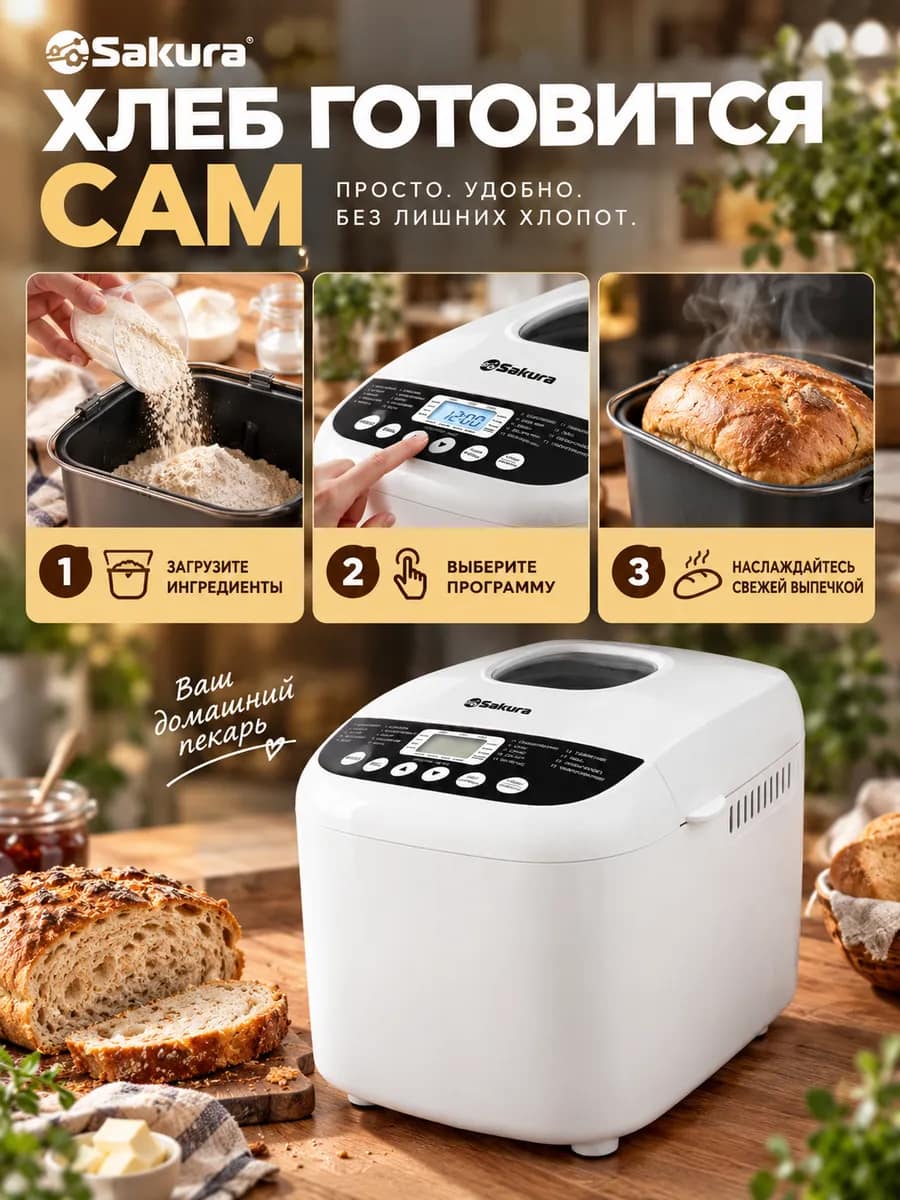 Sakura®
ХЛЕБ ГОТОВИТСЯ
САМ
ПРОСТО. УДОБНО.
БЕЗ ЛИШНИХ ХЛОПОТ.
Sakura
12:00
1
ЗАГРУЗИТЕ
ИНГРЕДИЕНТЫ
2
ВЫБЕРИТЕ
ПРОГРАММУ
3
НАСЛАЖДАЙТЕСЬ
СВЕЖЕЙ ВЫПЕЧКОЙ
Ваш
домашний
пекарь
Sakura